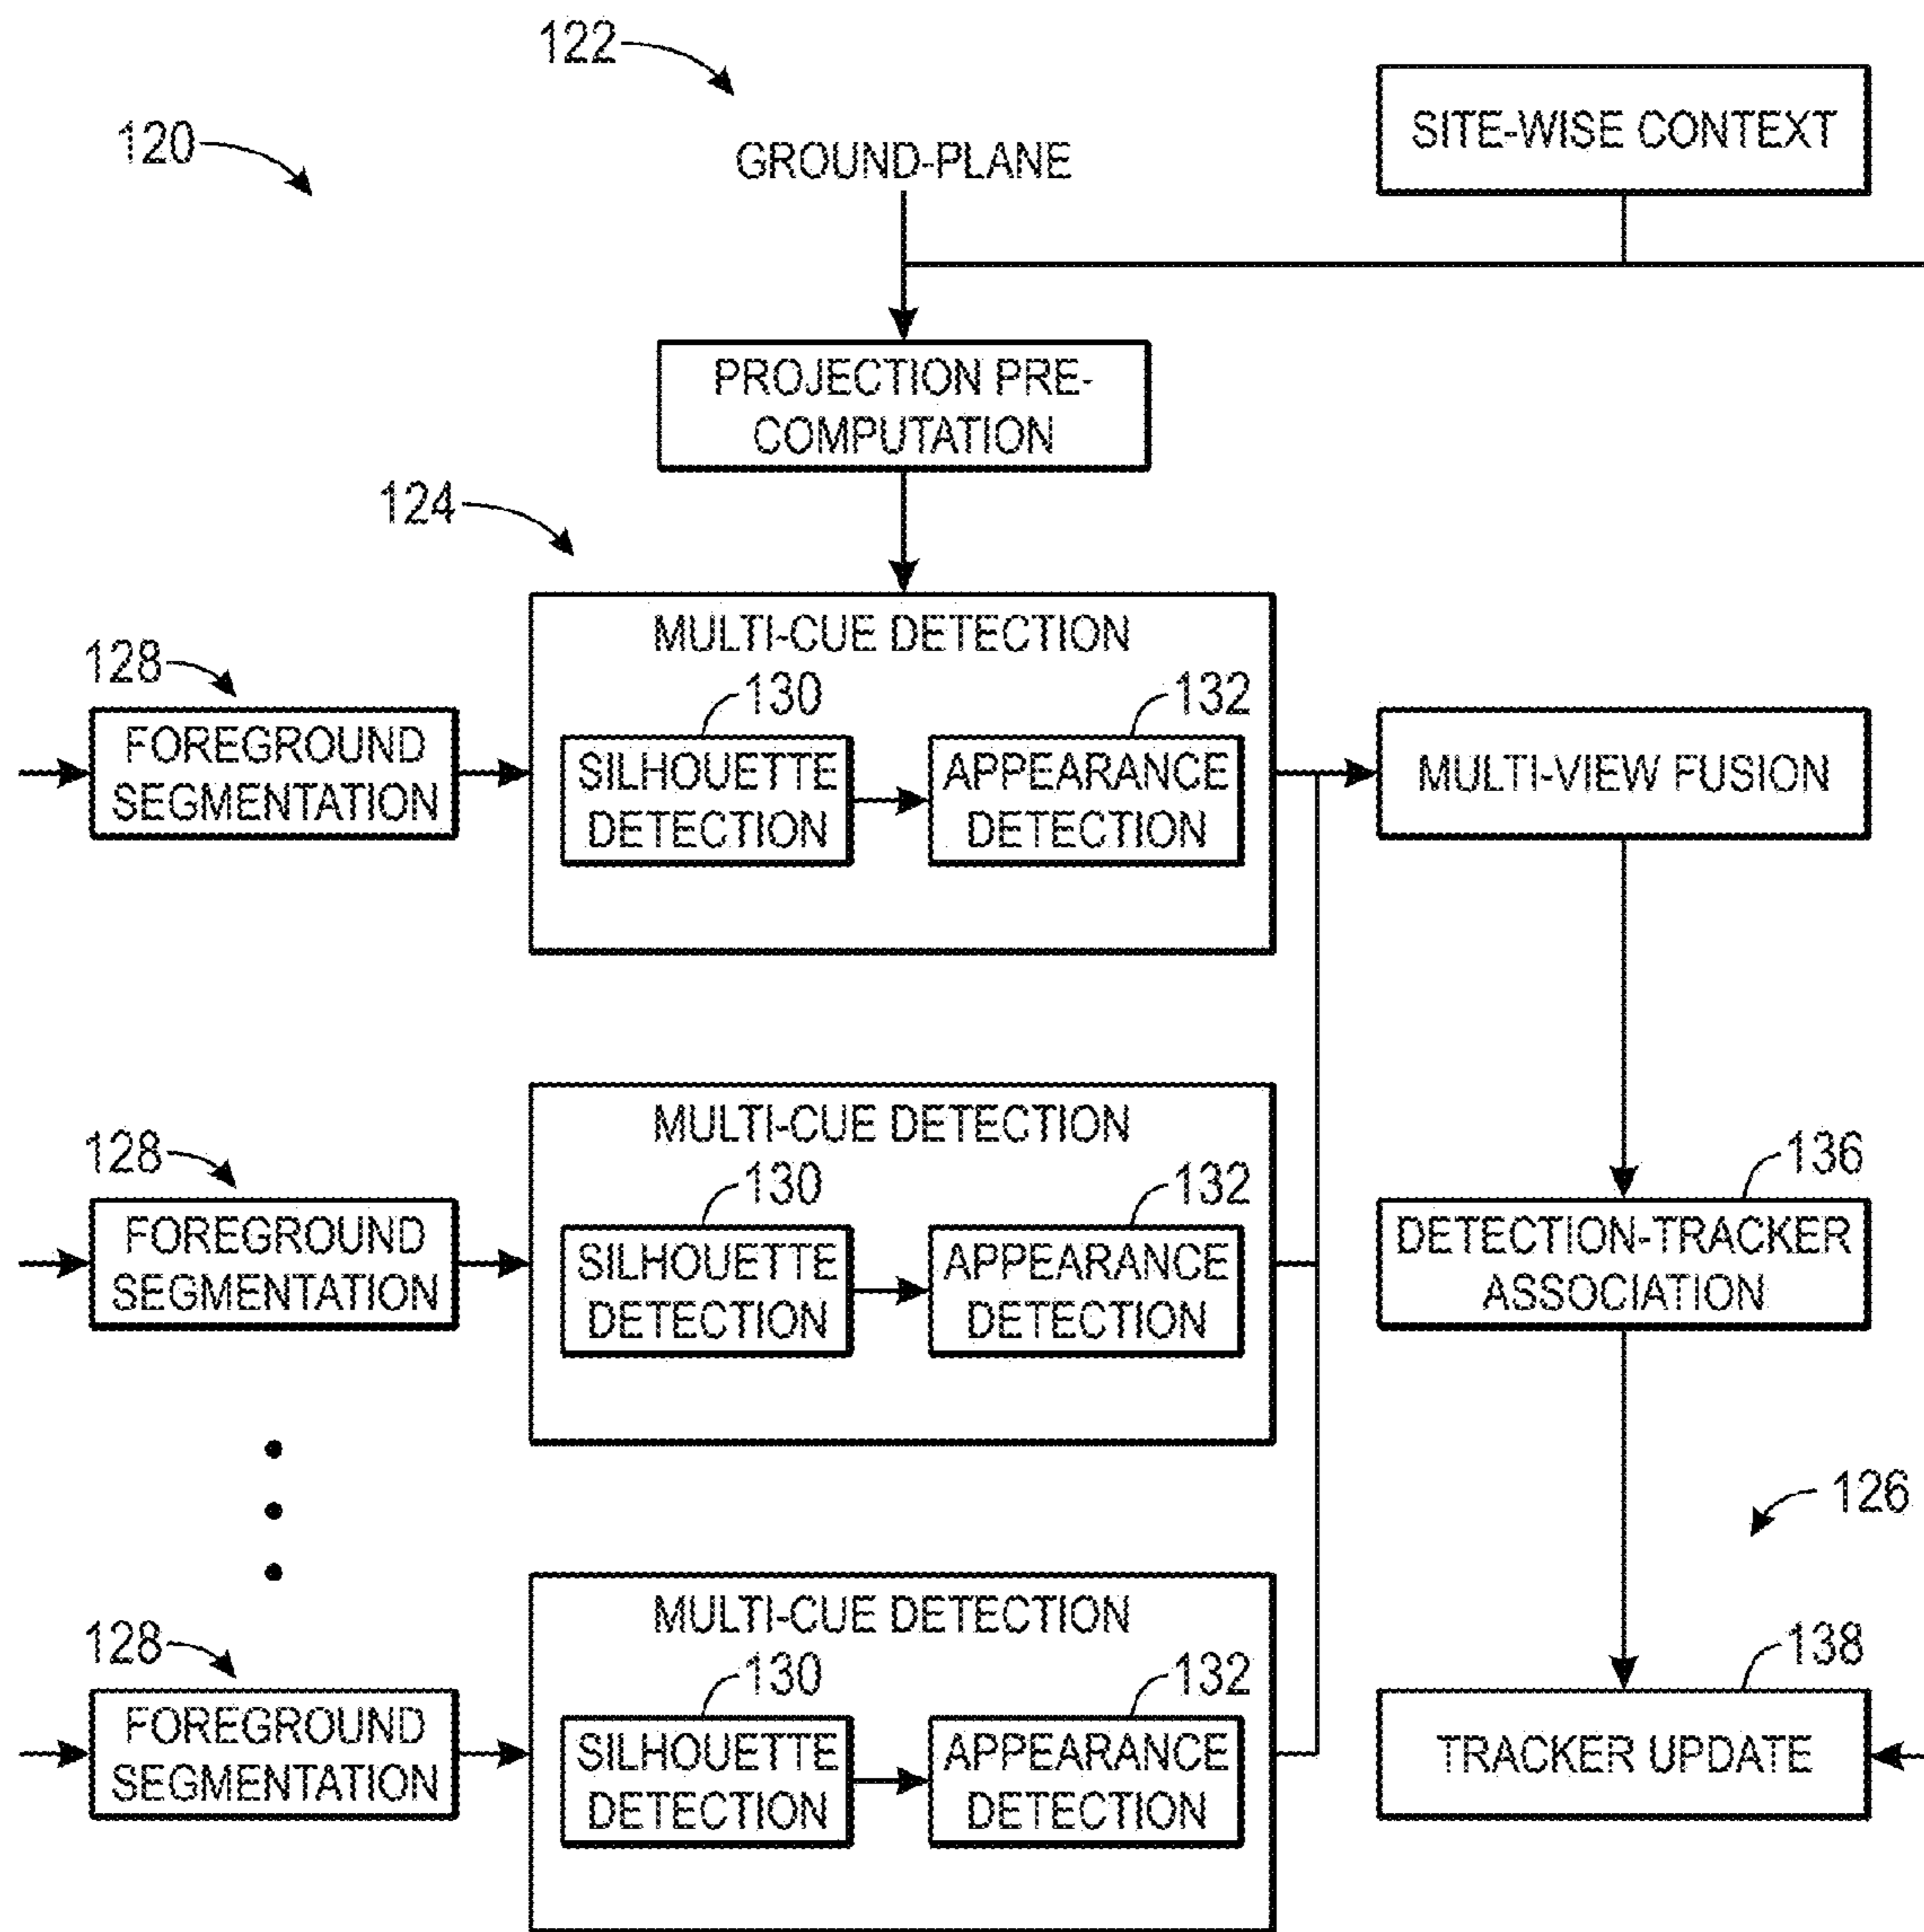 122
120
GROUND-PLANE
SITE-WISE CONTEXT
PROJECTION PRE-
COMPUTATION
124
MULTI-CUE DETECTION
128
130
132
FOREGROUND
SEGMENTATION
SILHOUETTE
DETECTION
APPEARANCE
DETECTION
MULTI-VIEW FUSION
MULTI-CUE DETECTION
128
130
132
136
FOREGROUND
SEGMENTATION
SILHOUETTE
DETECTION
APPEARANCE
DETECTION
DETECTION-TRACKER
ASSOCIATION
126
MULTI-CUE DETECTION
128
130
132
138
FOREGROUND
SEGMENTATION
SILHOUETTE
DETECTION
APPEARANCE
DETECTION
TRACKER UPDATE